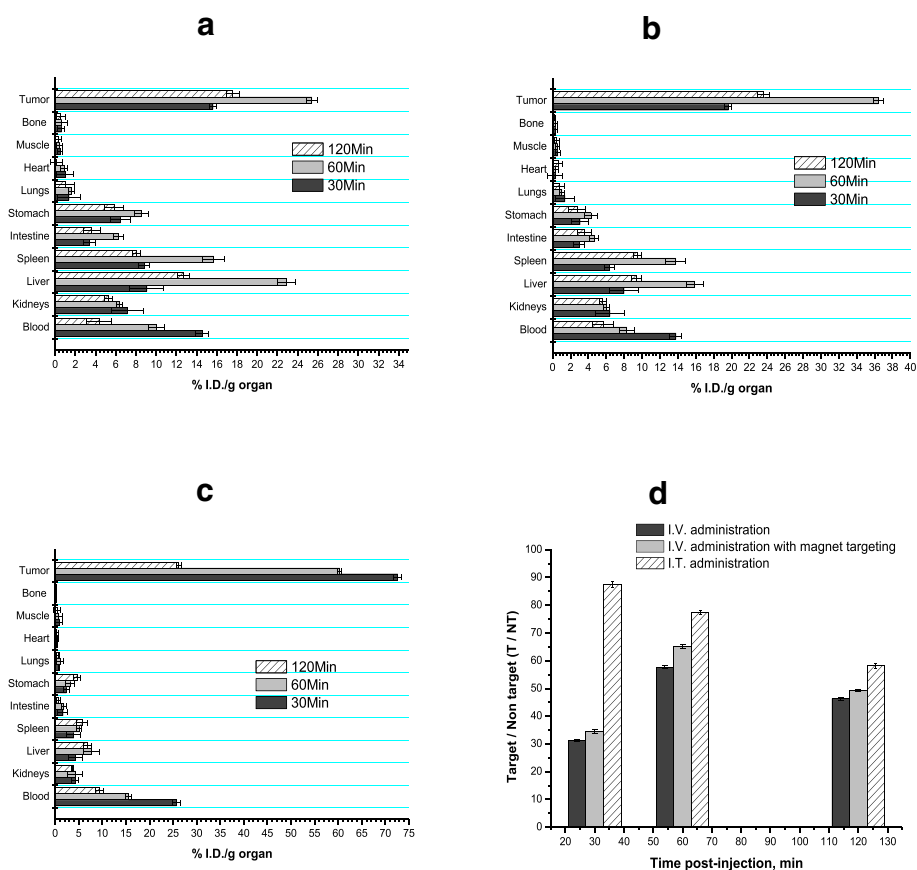 a
Tumor
Bone
Muscle
Heart
Lungs
Stomach
Intestine
Spleen
Liver
Kidneys
Blood
120Min
60Min
30Min
0 2 4 6 8 10 12 14 16 18 20 22 24 26 28 30 32 34
% I.D./g organ
b
Tumor
Bone
Muscle
Heart
Lungs
Stomach
Intestine
Spleen
Liver
Kidneys
Blood
120Min
60Min
30Min
0 2 4 6 8 10 12 14 16 18 20 22 24 26 28 30 32 34 36 38 40
% I.D./g organ
c
Tumor
Bone
Muscle
Heart
Lungs
Stomach
Intestine
Spleen
Liver
Kidneys
Blood
120Min
60Min
30Min
0 5 10 15 20 25 30 35 40 45 50 55 60 65 70 75
% I.D./g organ
d
I.V. administration
I.V. administration with magnet targeting
I.T. administration
Target / Non target (T / NT)
100
90
80
70
60
50
40
30
20
10
0
20 30 40 50 60 70 80 90 100 110 120 130
Time post-injection, min